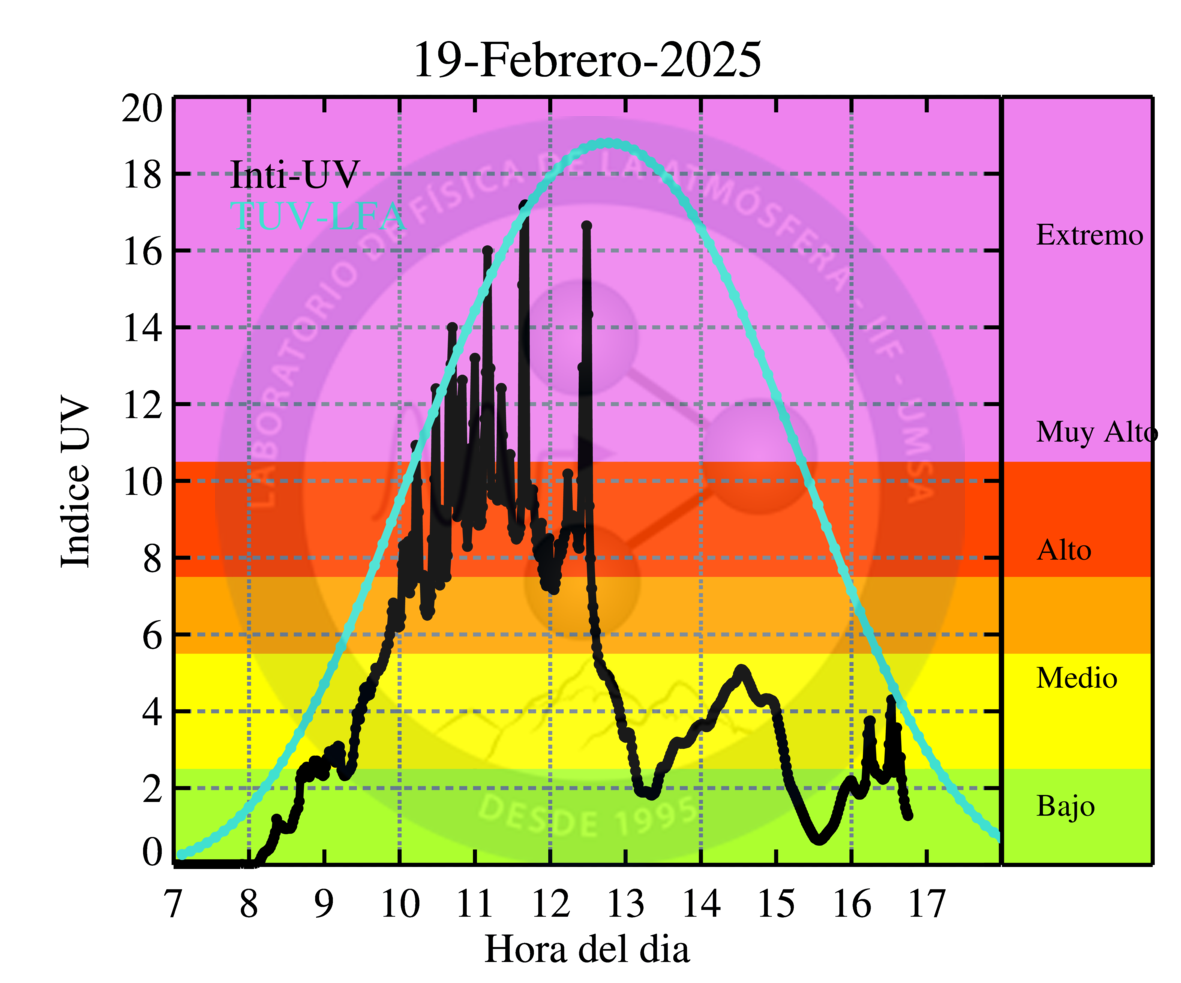 19-Febrero-2025
20
18
16
14
12
10
8
6
4
2
0
Indice UV
Inti-UV
TUV-LFA
LABORATORIO DE FÍSICA DE LA ATMÓSFERA - IIF - UMSA
DESDE 1995
Extremo
Muy Alto
Alto
Medio
Bajo
7 8 9 10 11 12 13 14 15 16 17
Hora del dia